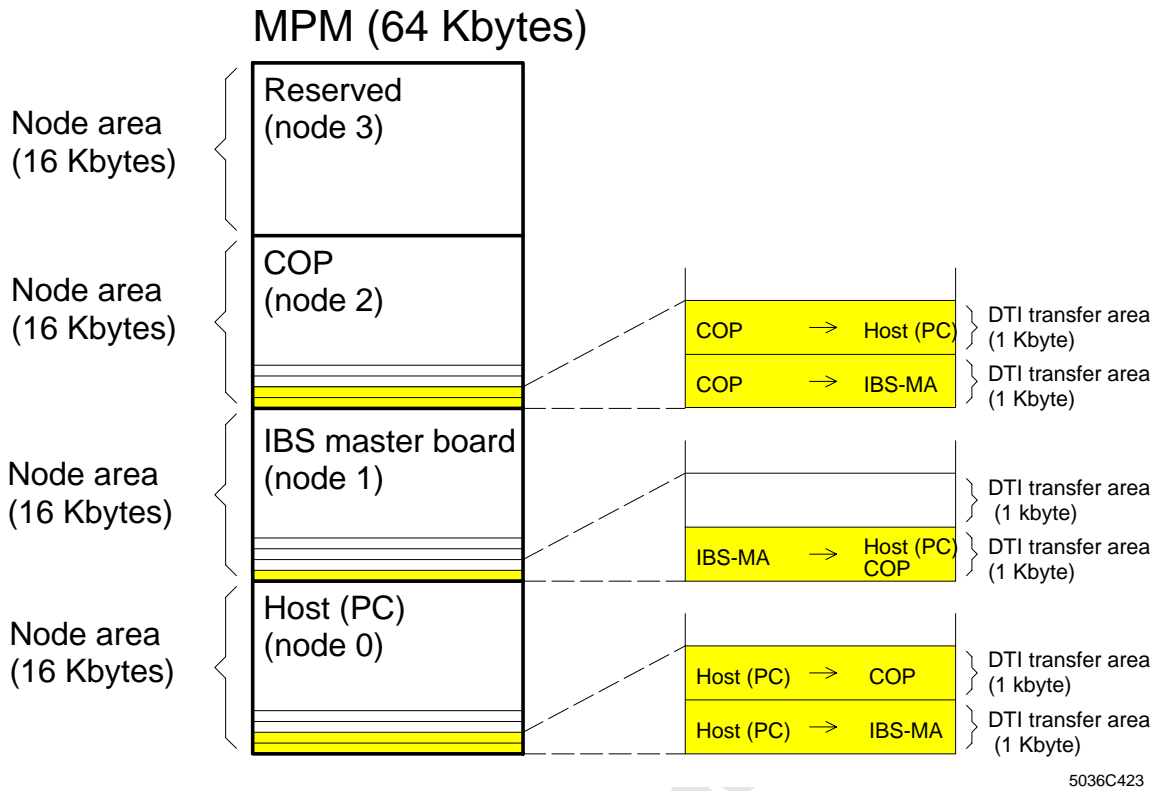 MPM (64 Kbytes)
Node area
(16 Kbytes)
Reserved
(node 3)
Node area
(16 Kbytes)
COP
(node 2)
COP → Host (PC)
DTI transfer area
(1 Kbyte)
COP → IBS-MA
DTI transfer area
(1 Kbyte)
Node area
(16 Kbytes)
IBS master board
(node 1)
DTI transfer area
(1 kbyte)
IBS-MA → Host (PC)
COP
DTI transfer area
(1 Kbyte)
Node area
(16 Kbytes)
Host (PC)
(node 0)
Host (PC) → COP
DTI transfer area
(1 kbyte)
Host (PC) → IBS-MA
DTI transfer area
(1 Kbyte)
5036C423